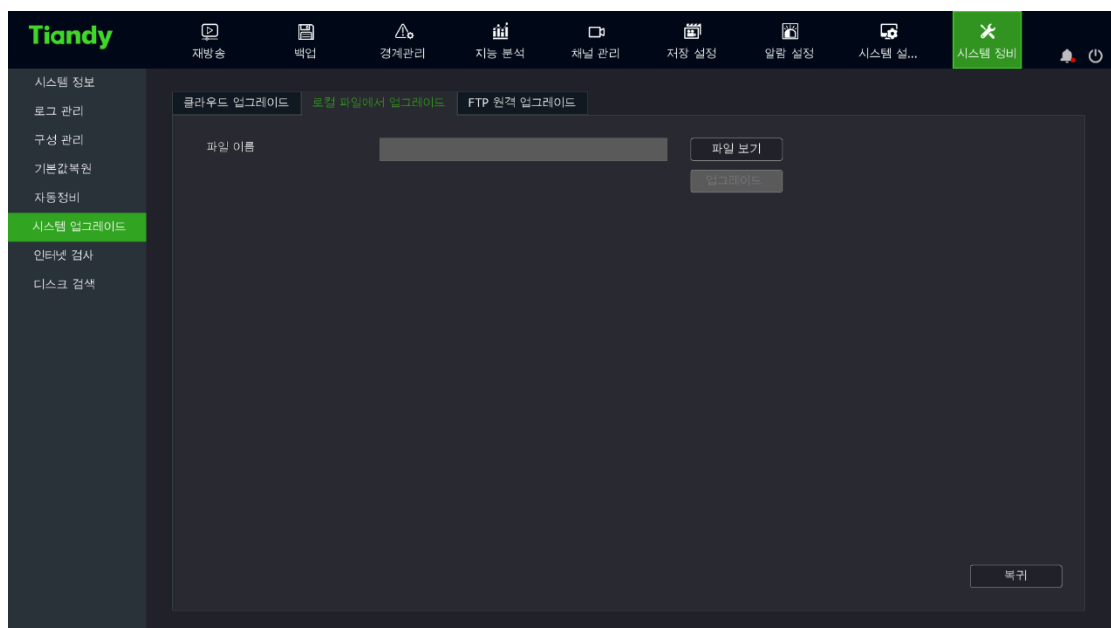 Tiandy
재방송
백업
경계관리
지능 분석
채널 관리
저장 설정
알람 설정
시스템 설...
시스템 정비
시스템 정보
로그 관리
구성 관리
기본값복원
자동정비
시스템 업그레이드
인터넷 검사
디스크 검색
클라우드 업그레이드
로컬 파일에서 업그레이드
FTP 원격 업그레이드
파일 이름
파일 보기
업그레이드
복귀